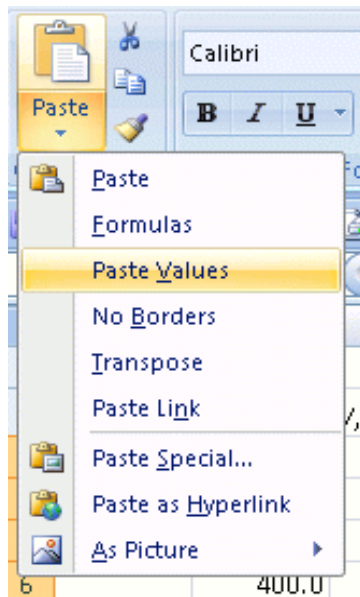 Calibri
Paste
B I U
Paste
Formulas
Paste Values
No Borders
Transpose
Paste Link
Paste Special...
Paste as Hyperlink
As Picture
6 400.0